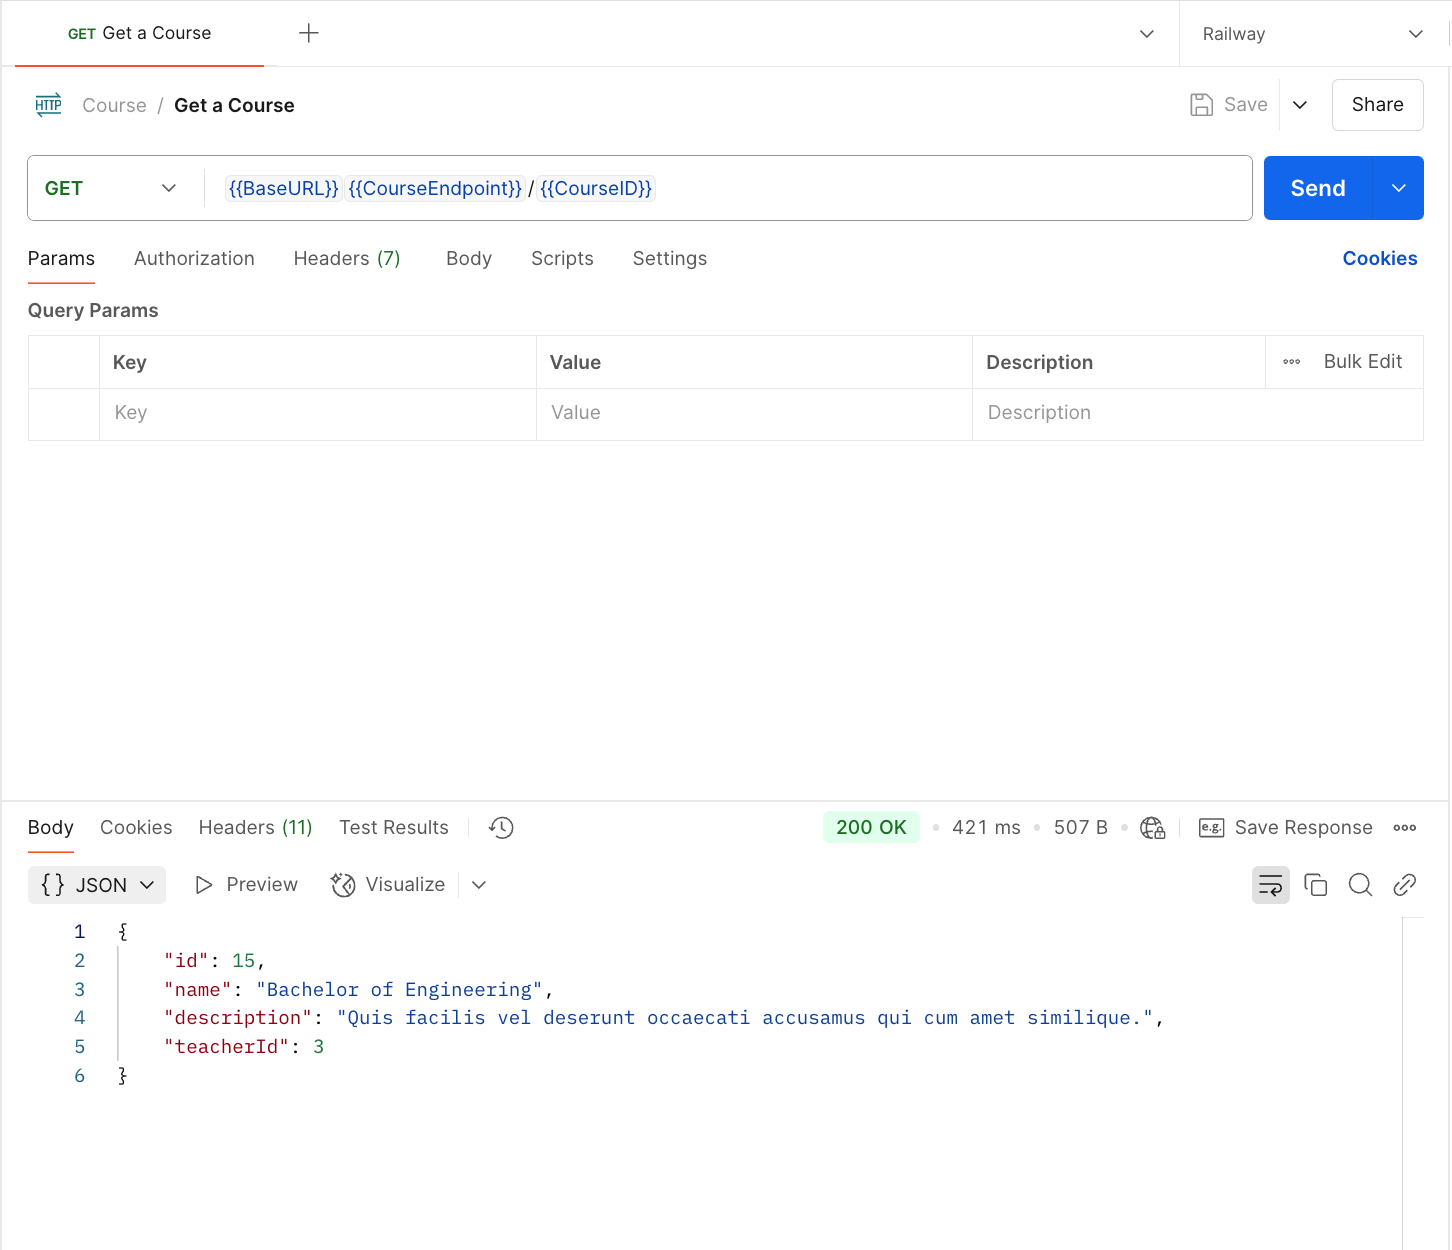 GET Get a Course
Railway
HTTP Course / Get a Course
Save
Share
GET
{{BaseURL}} {{CourseEndpoint}} / {{CourseID}}
Send
Params Authorization Headers (7) Body Scripts Settings Cookies
Query Params
Key Value Description Bulk Edit
Key Value Description
Body Cookies Headers (11) Test Results 200 OK 421 ms 507 B e.g. Save Response
{} JSON Preview Visualize
1 {
2 "id": 15,
3 "name": "Bachelor of Engineering",
4 "description": "Quis facilis vel deserunt occaecati accusamus qui cum amet similique.",
5 "teacherId": 3
6 }